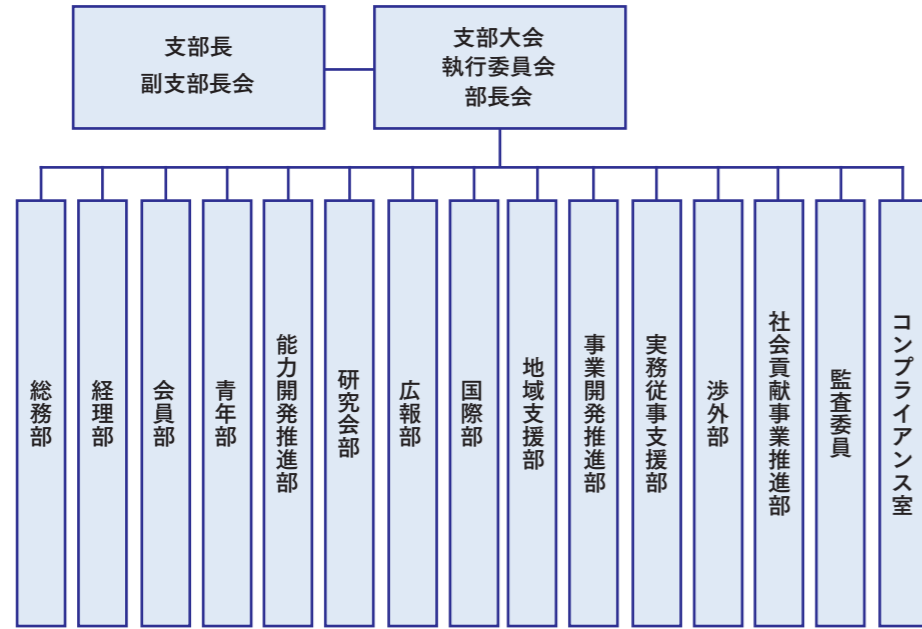 支部長
副支部長会
支部大会
執行委員会
部長会
総務部
経理部
会員部
青年部
能力開発推進部
研究会部
広報部
国際部
地域支援部
事業開発推進部
実務従事支援部
渉外部
社会貢献事業推進部
監査委員
コンプライアンス室